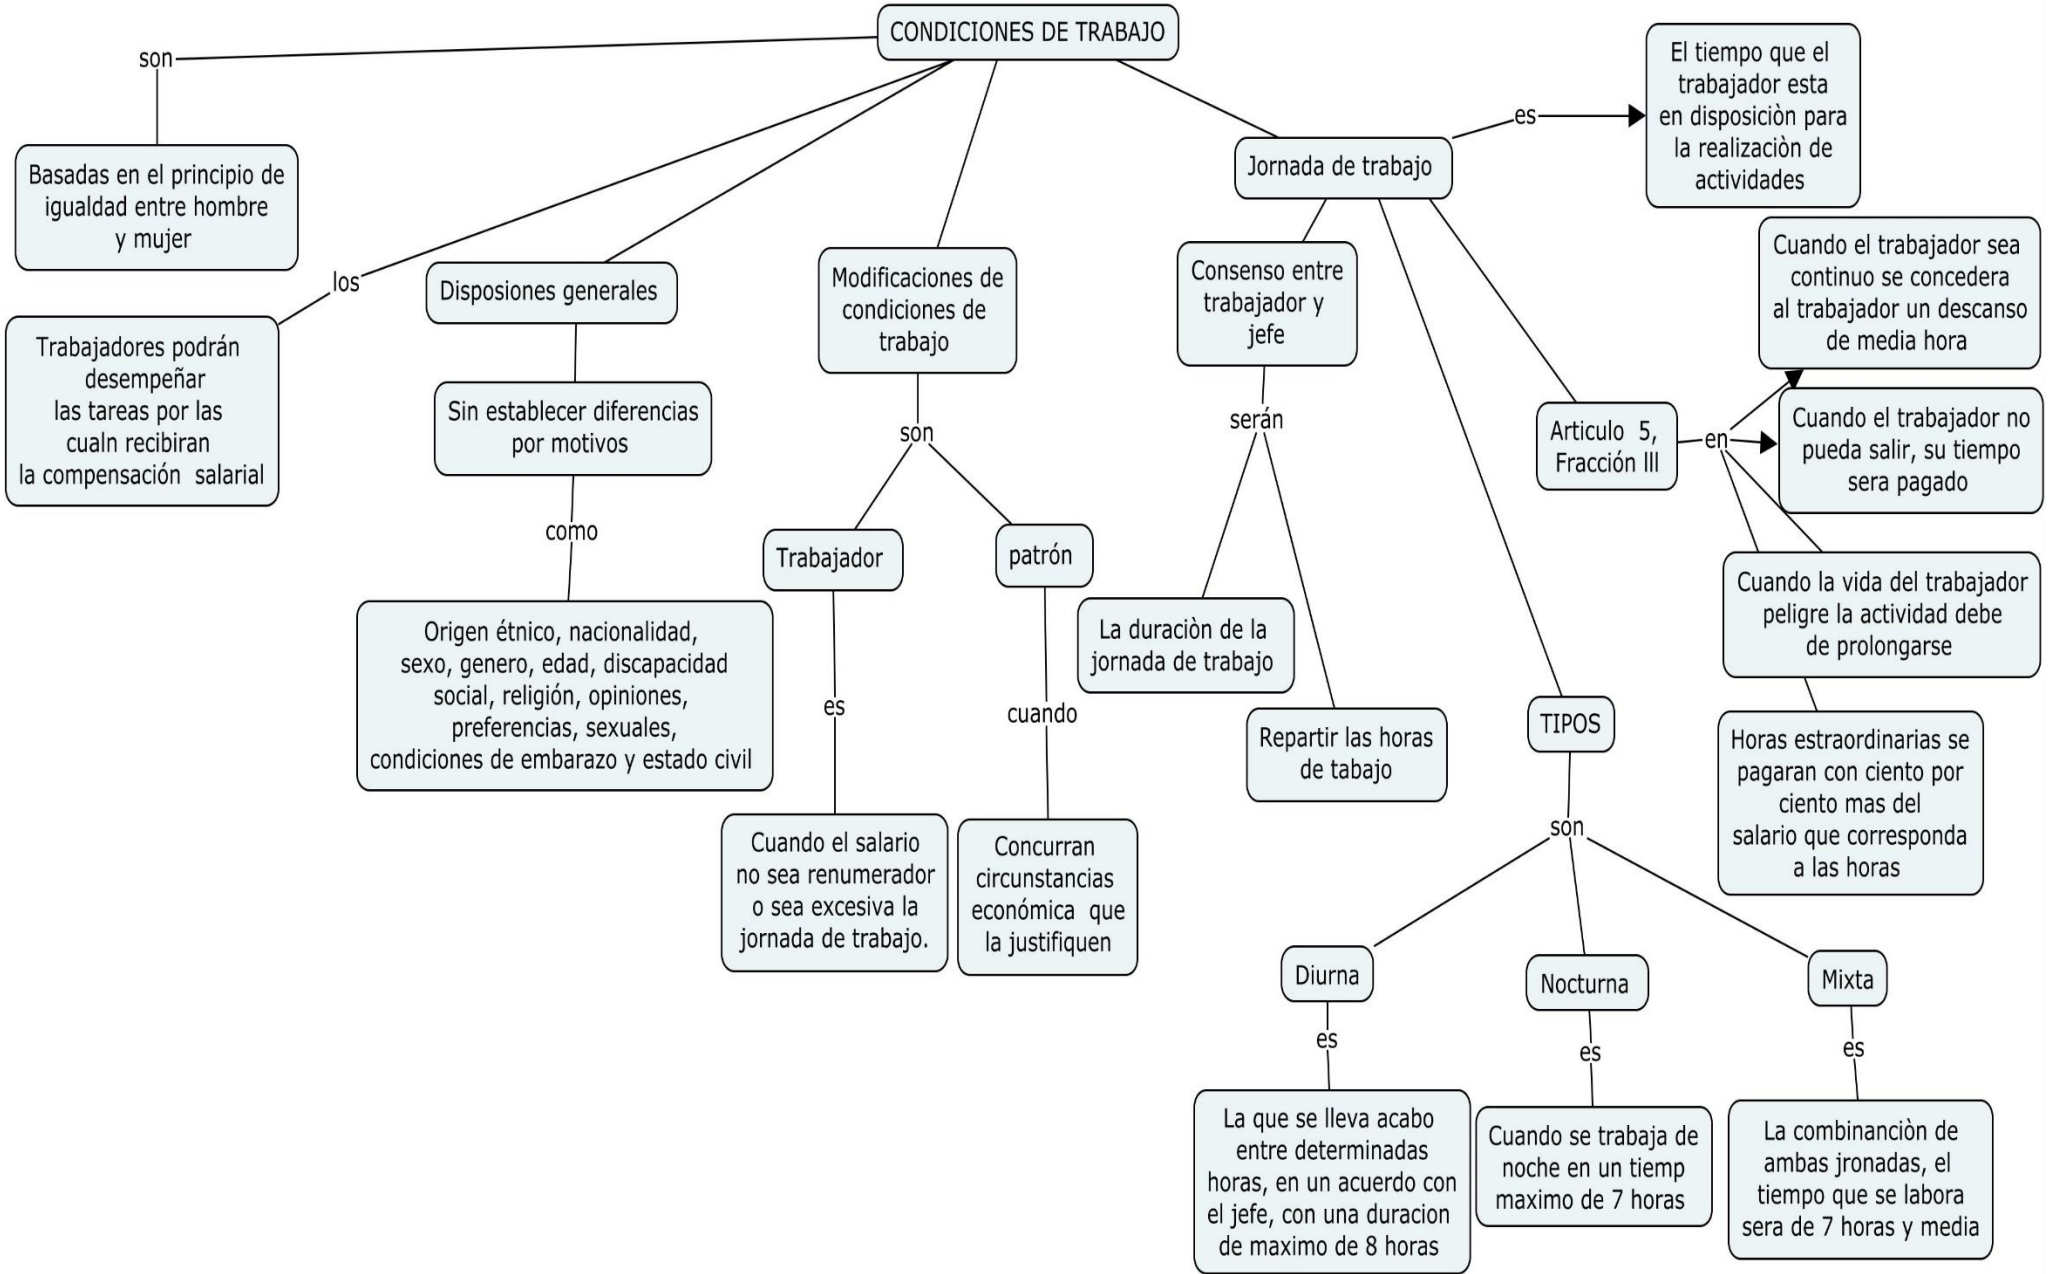 CONDICIONES DE TRABAJO
son
Basadas en el principio de
igualdad entre hombre
y mujer
los
Trabajadores podrán
desempeñar
las tareas por las
cualn recibiran
la compensación salarial
Disposiones generales
Sin establecer diferencias
por motivos
como
Origen étnico, nacionalidad,
sexo, genero, edad, discapacidad
social, religión, opiniones,
preferencias, sexuales,
condiciones de embarazo y estado civil
Modificaciones de
condiciones de
trabajo
son
Trabajador
es
Cuando el salario
no sea renumerador
o sea excesiva la
jornada de trabajo.
patrón
cuando
Concurran
circunstancias
económica que
la justifiquen
Jornada de trabajo
es
El tiempo que el
trabajador esta
en disposiciòn para
la realizaciòn de
actividades
Consenso entre
trabajador y
jefe
serán
La duraciòn de la
jornada de trabajo
Repartir las horas
de tabajo
Articulo 5,
Fracción III
en
Cuando el trabajador sea
continuo se concedera
al trabajador un descanso
de media hora
Cuando el trabajador no
pueda salir, su tiempo
sera pagado
Cuando la vida del trabajador
peligre la actividad debe
de prolongarse
Horas estraordinarias se
pagaran con ciento por
ciento mas del
salario que corresponda
a las horas
TIPOS
son
Diurna
es
La que se lleva acabo
entre determinadas
horas, en un acuerdo con
el jefe, con una duracion
de maximo de 8 horas
Nocturna
es
Cuando se trabaja de
noche en un tiemp
maximo de 7 horas
Mixta
es
La combinanciòn de
ambas jronadas, el
tiempo que se labora
sera de 7 horas y media